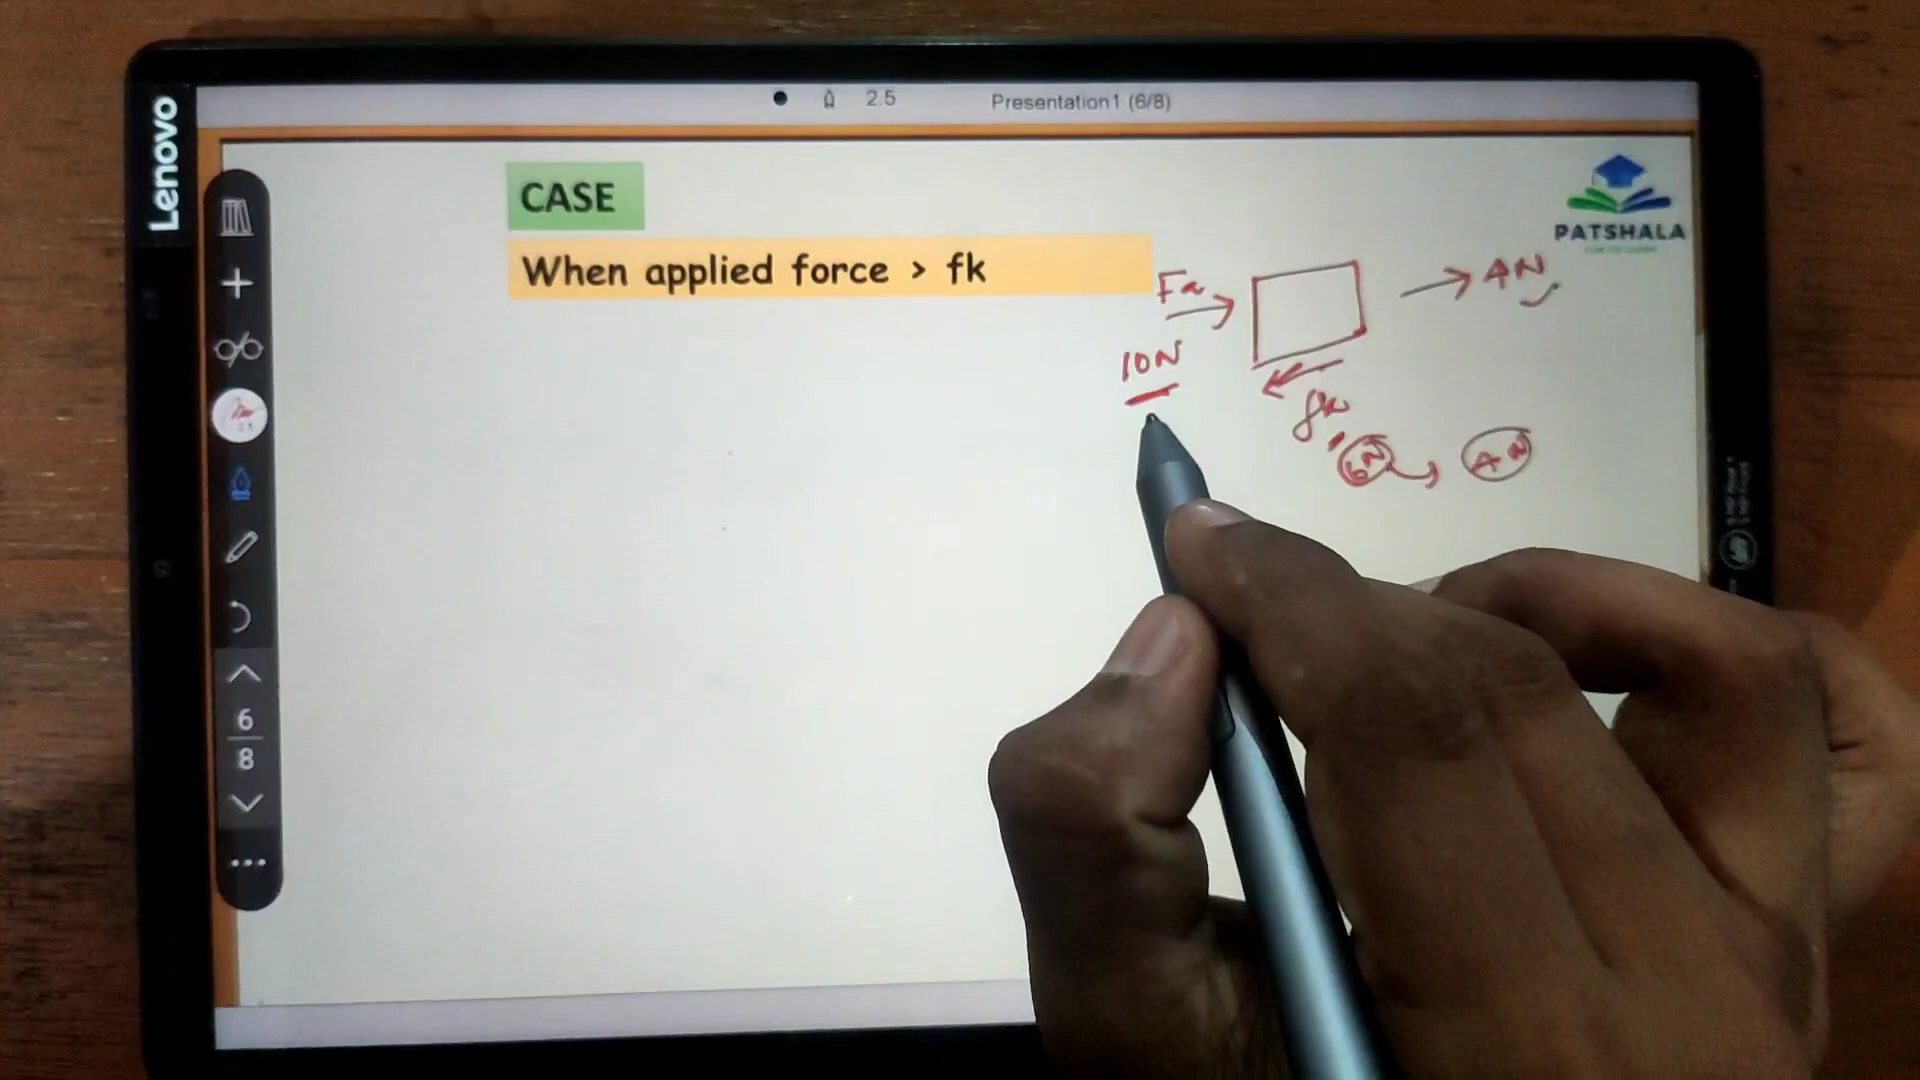 Lenovo
2.5 Presentation1 (6/8)
CASE
When applied force > fk
PATSHALA
Fa
4N
10N
fk
6N
4N
6
8